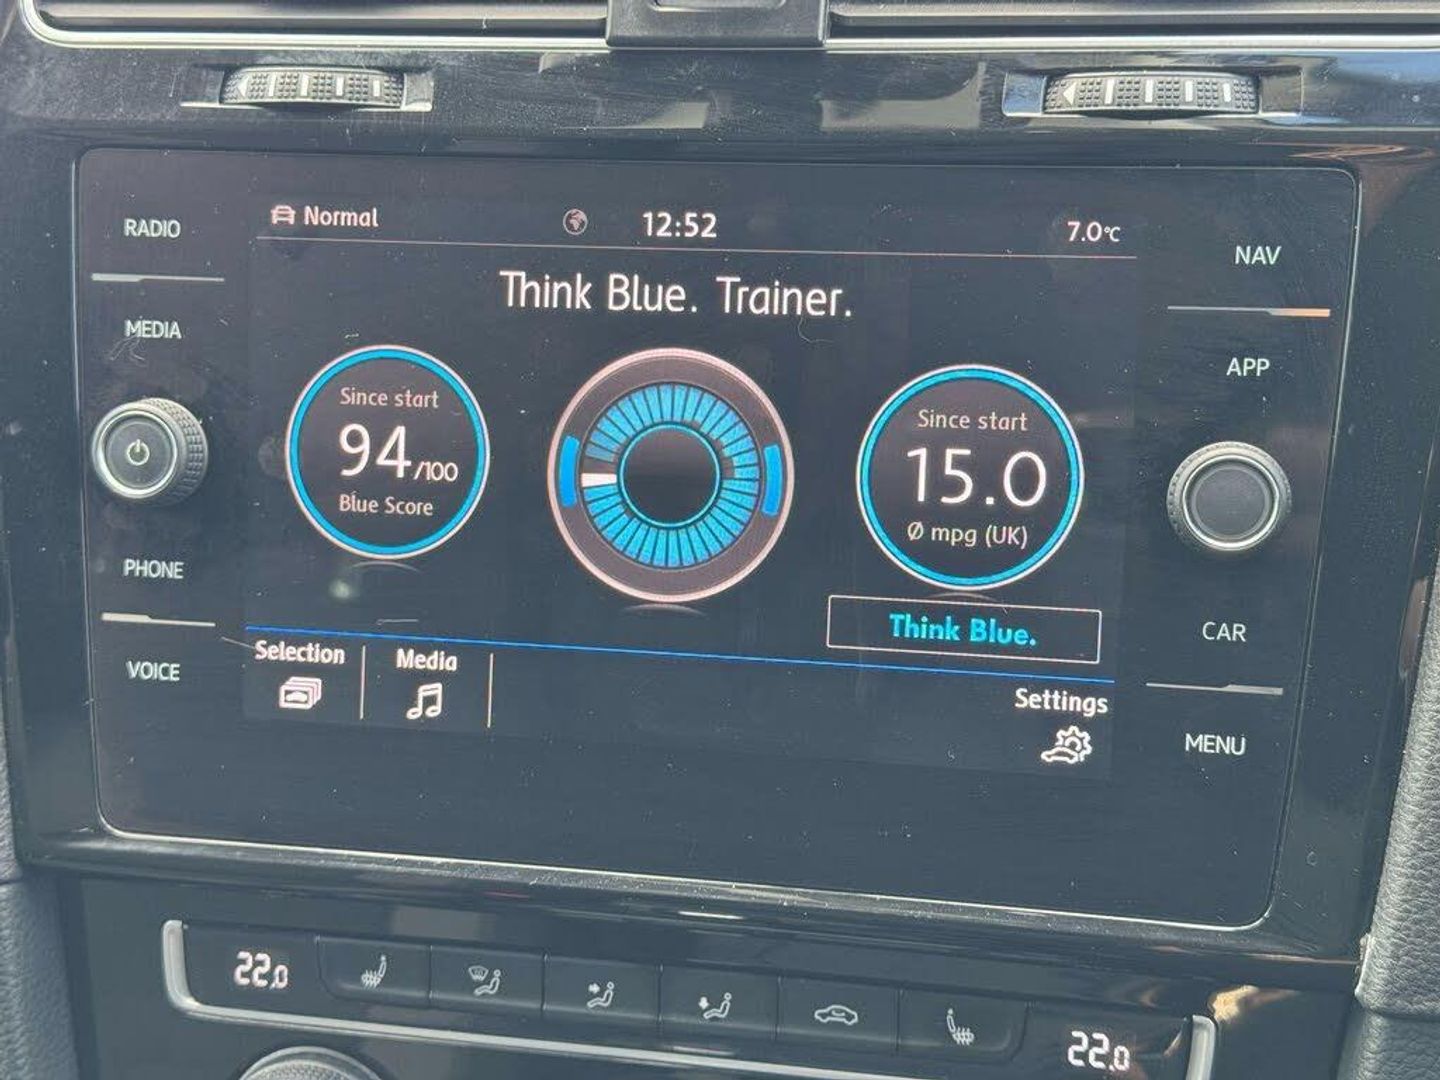 Normal
12:52
7.0°C
Think Blue. Trainer.
RADIO
MEDIA
PHONE
VOICE
Since start
94/100
Blue Score
Since start
15.0
Ø mpg (UK)
Think Blue.
Selection
Media
Settings
NAV
APP
CAR
MENU
22.0
22.0